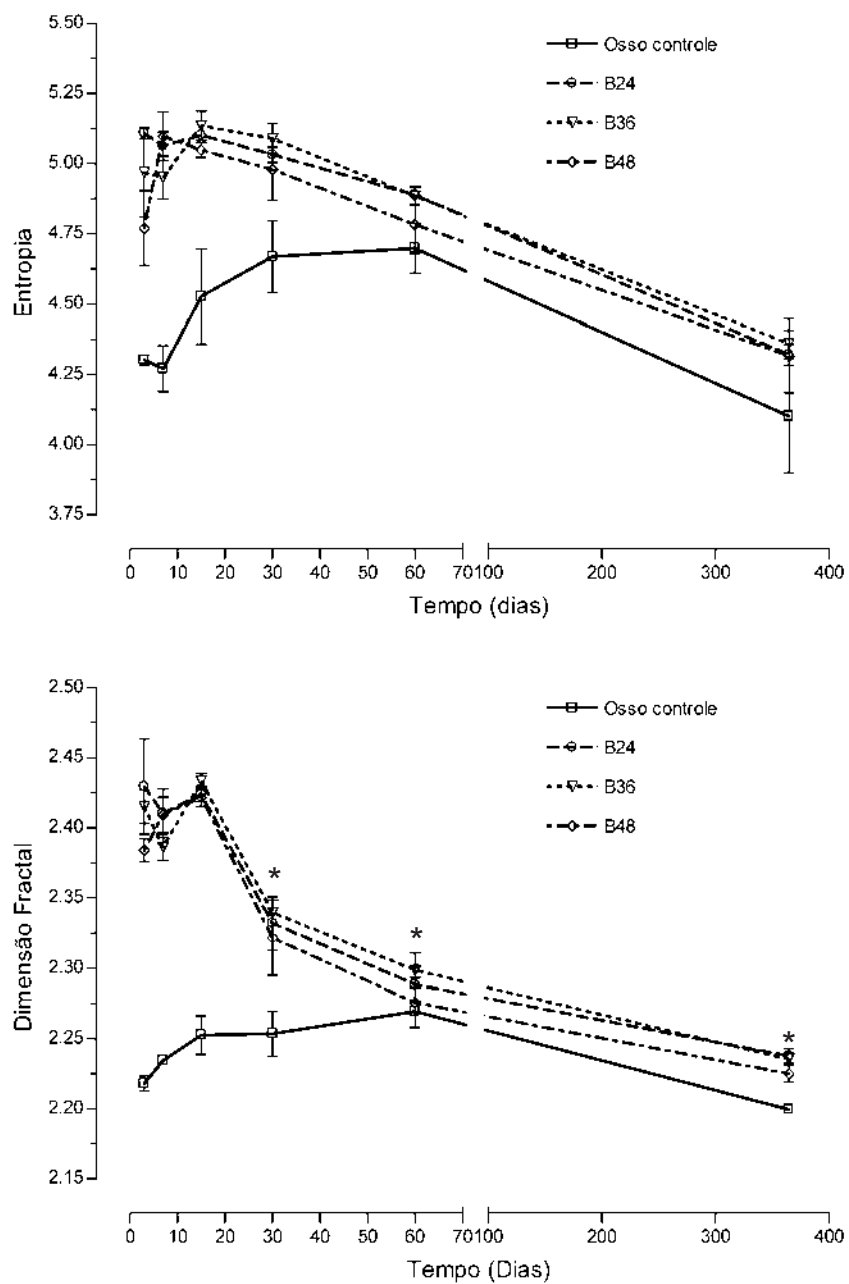 Entropia
5.50
5.25
5.00
4.75
4.50
4.25
4.00
3.75
Osso controle
B24
B36
B48
0 10 20 30 40 50 60 70 100 200 300 400
Tempo (dias)
Dimensão Fractal
2.50
2.45
2.40
2.35
2.30
2.25
2.20
2.15
Osso controle
B24
B36
B48
*
*
*
0 10 20 30 40 50 60 70 100 200 300 400
Tempo (Dias)